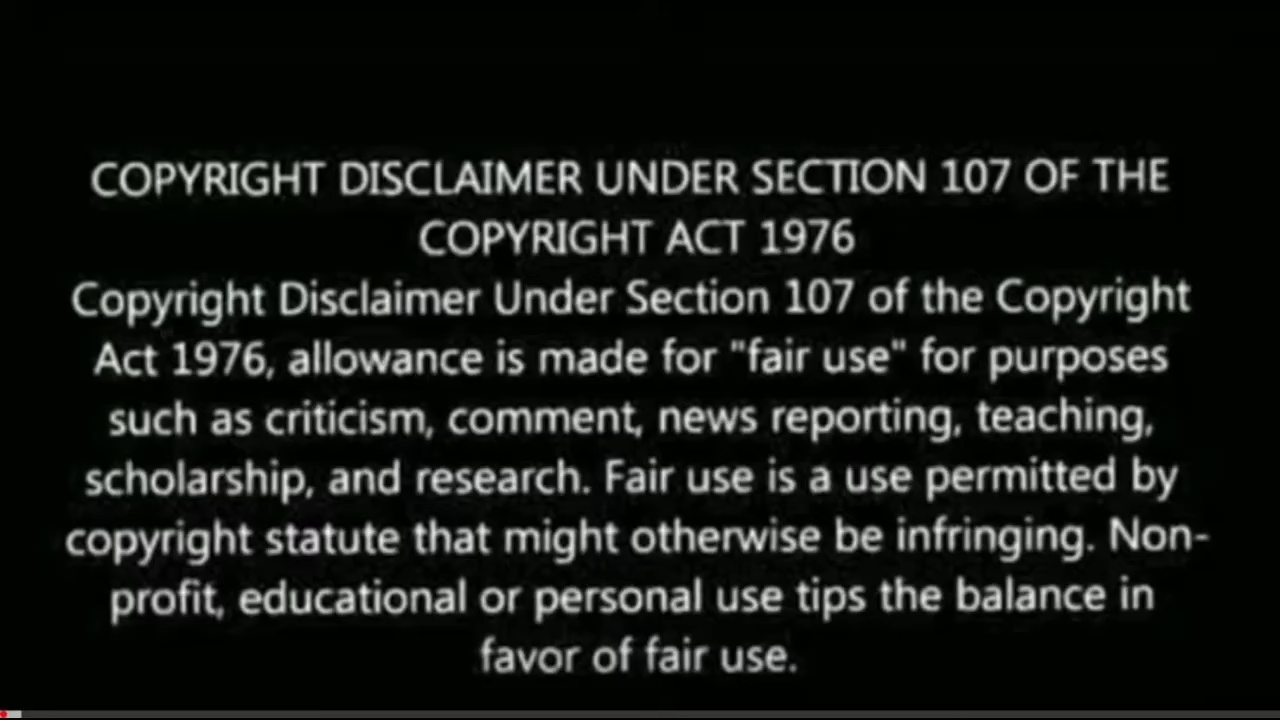 COPYRIGHT DISCLAIMER UNDER SECTION 107 OF THE
COPYRIGHT ACT 1976
Copyright Disclaimer Under Section 107 of the Copyright
Act 1976, allowance is made for "fair use" for purposes
such as criticism, comment, news reporting, teaching,
scholarship, and research. Fair use is a use permitted by
copyright statute that might otherwise be infringing. Non-
profit, educational or personal use tips the balance in
favor of fair use.